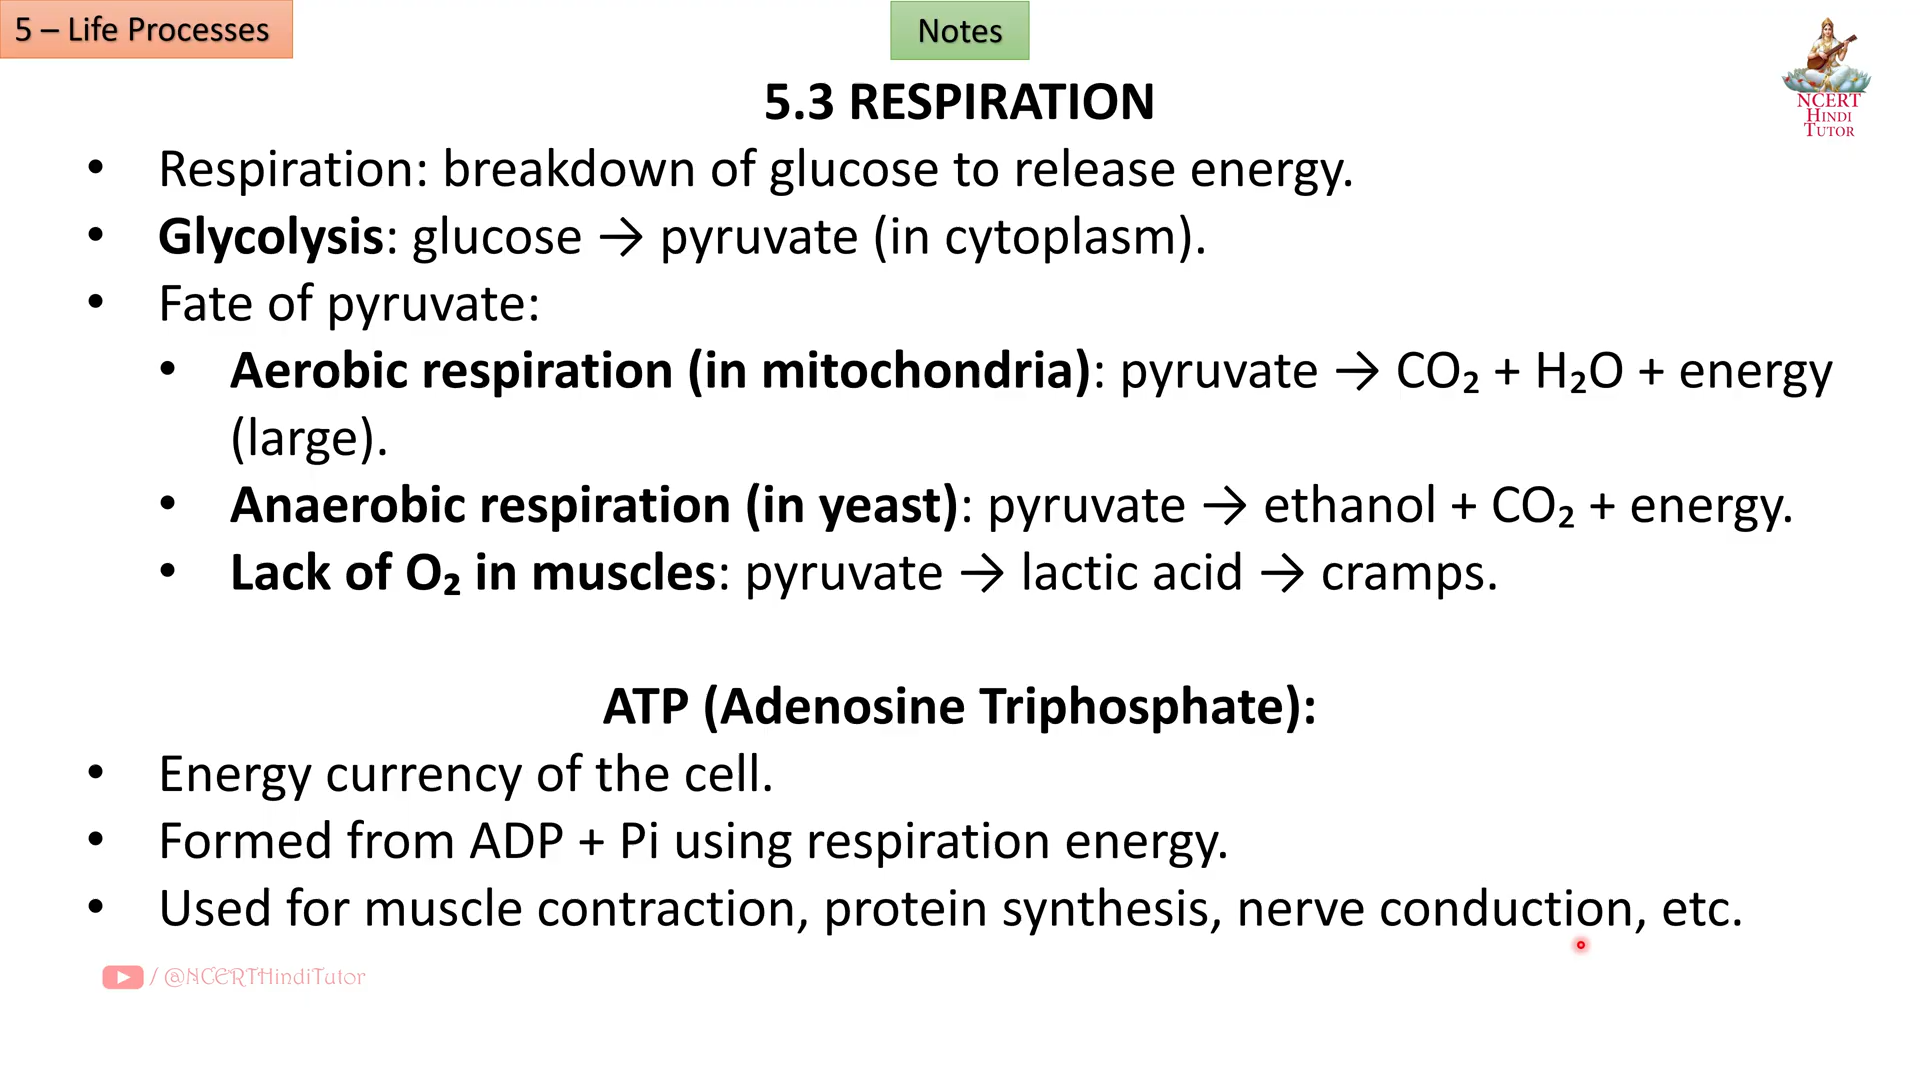 5 – Life Processes
Notes
NCERT
HINDI
TUTOR
5.3 RESPIRATION
• Respiration: breakdown of glucose to release energy.
• Glycolysis: glucose → pyruvate (in cytoplasm).
• Fate of pyruvate:
• Aerobic respiration (in mitochondria): pyruvate → CO₂ + H₂O + energy
(large).
• Anaerobic respiration (in yeast): pyruvate → ethanol + CO₂ + energy.
• Lack of O₂ in muscles: pyruvate → lactic acid → cramps.
ATP (Adenosine Triphosphate):
• Energy currency of the cell.
• Formed from ADP + Pi using respiration energy.
• Used for muscle contraction, protein synthesis, nerve conduction, etc.
/ @NCERTHindiTutor